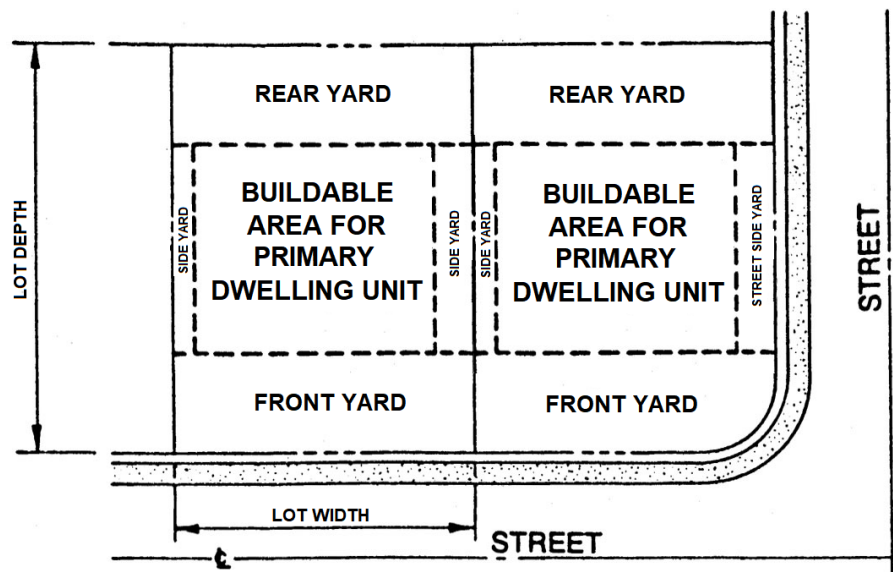 REAR YARD
REAR YARD
LOT DEPTH
SIDE YARD
BUILDABLE
AREA FOR
PRIMARY
DWELLING UNIT
SIDE YARD
SIDE YARD
BUILDABLE
AREA FOR
PRIMARY
DWELLING UNIT
STREET SIDE YARD
STREET
FRONT YARD
FRONT YARD
LOT WIDTH
STREET
℄